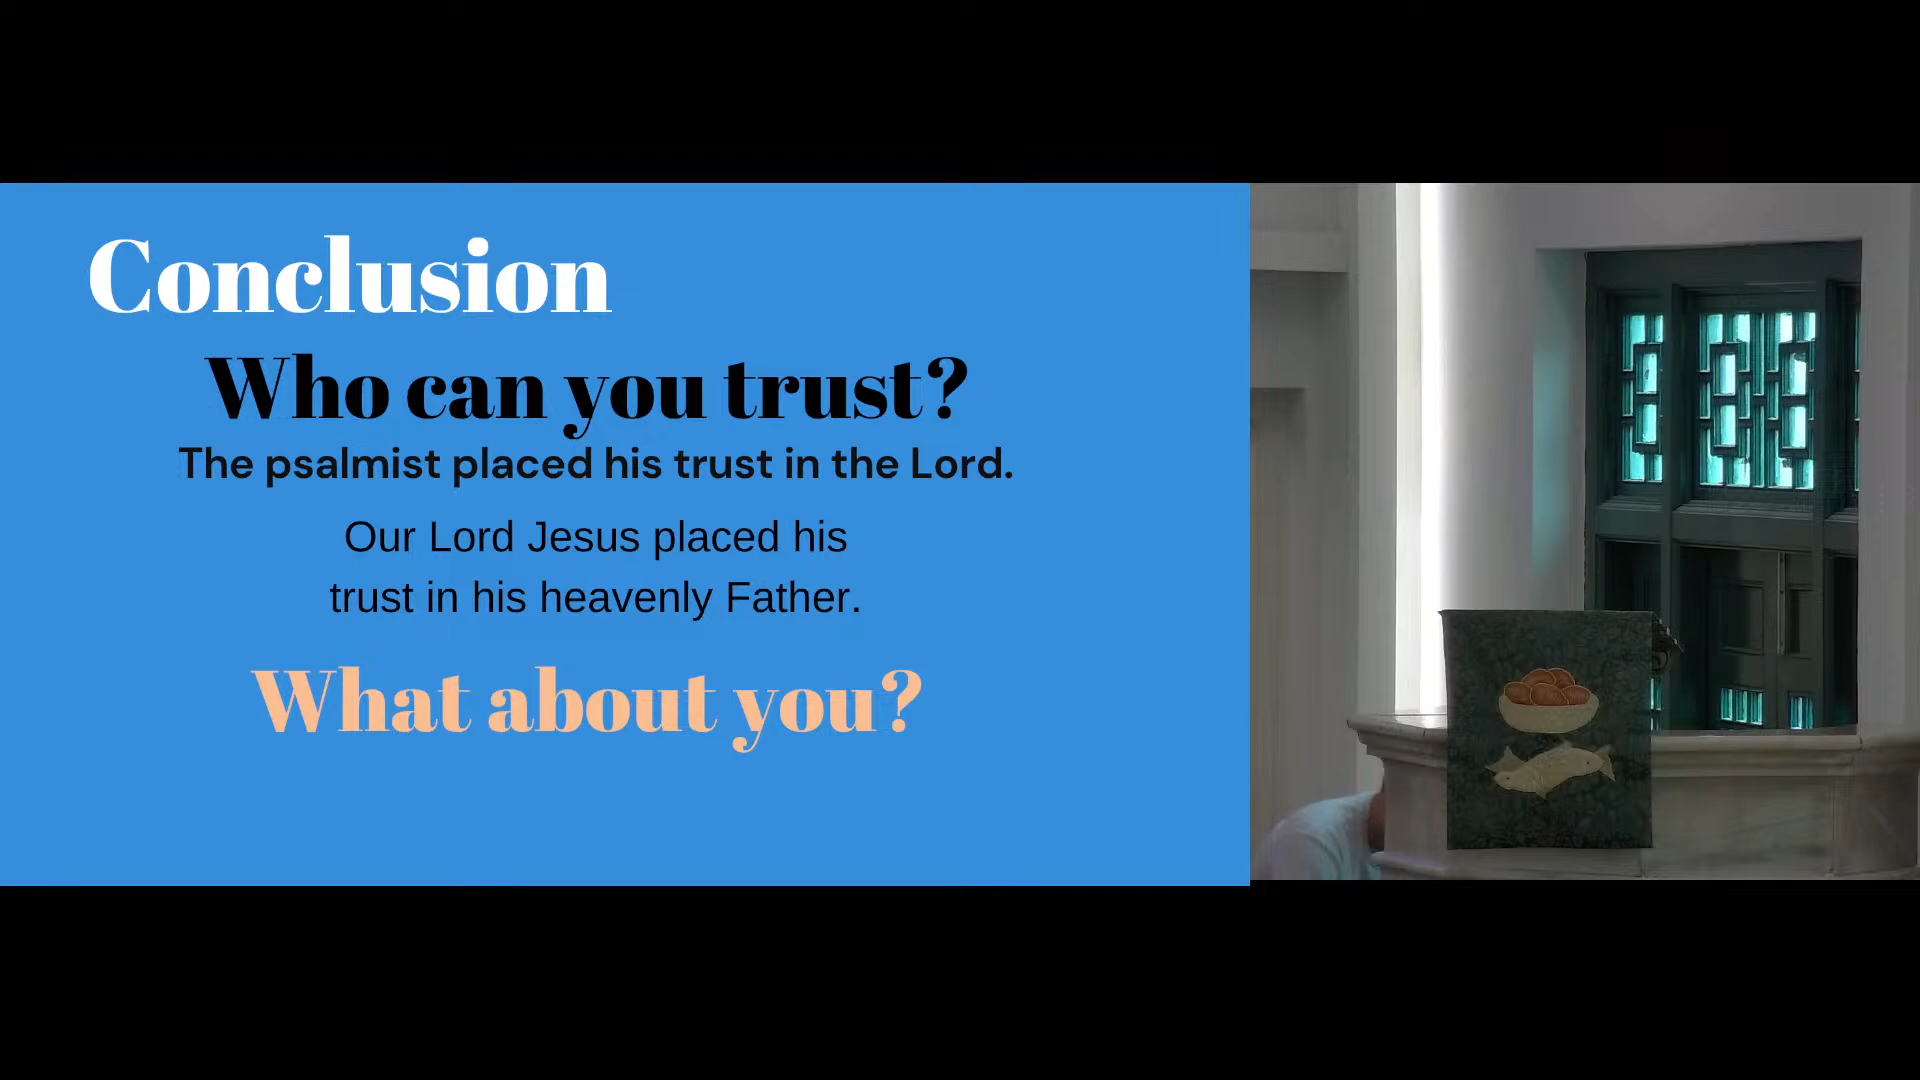 Conclusion
Who can you trust?
The psalmist placed his trust in the Lord.
Our Lord Jesus placed his
trust in his heavenly Father.
What about you?